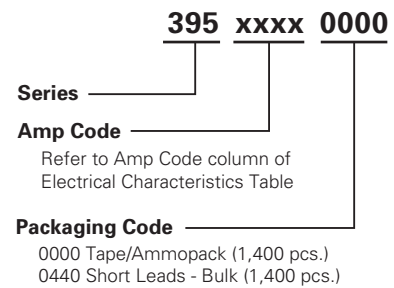 395 xxxx 0000
Series
Amp Code
Refer to Amp Code column of
Electrical Characteristics Table
Packaging Code
0000 Tape/Ammopack (1,400 pcs.)
0440 Short Leads - Bulk (1,400 pcs.)